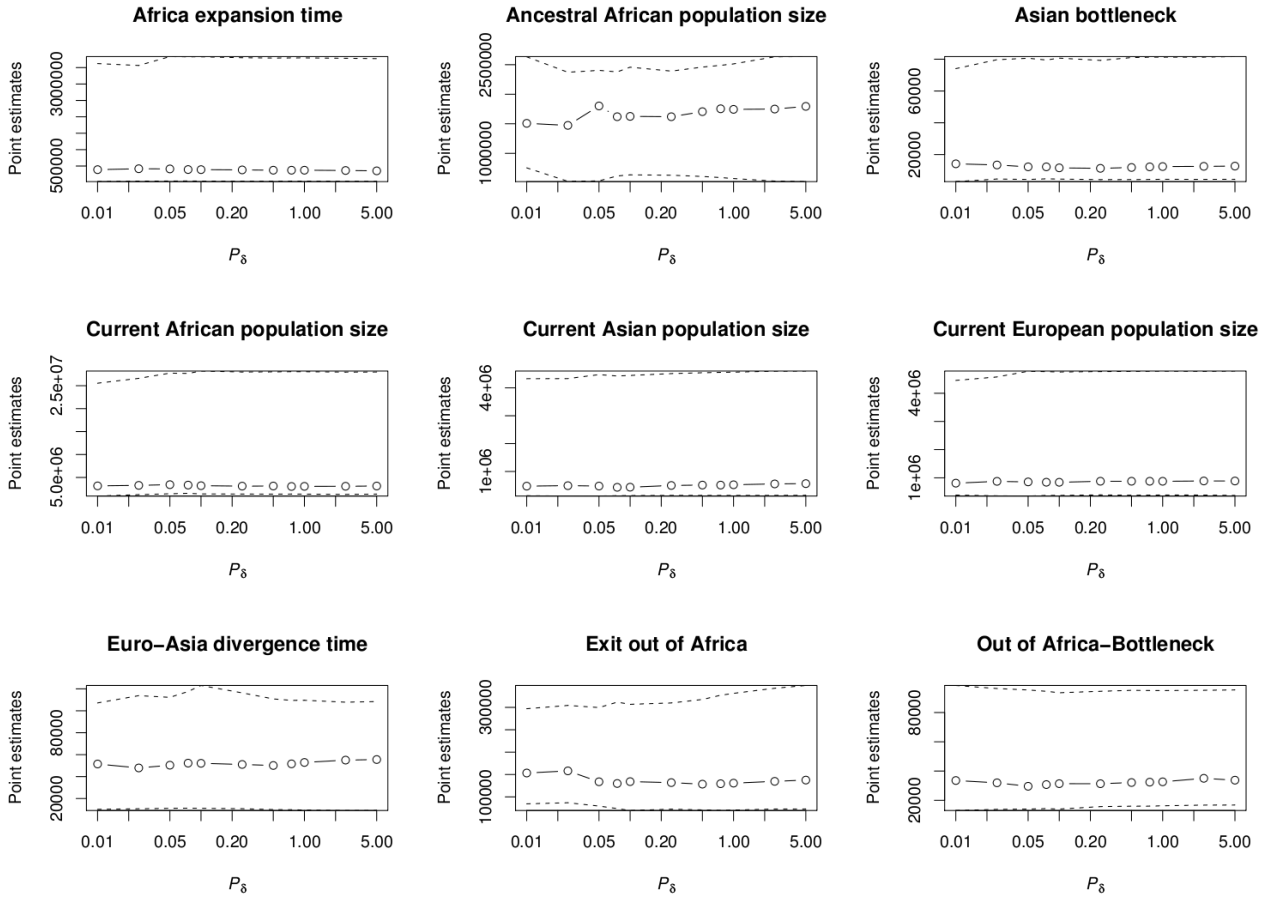 Africa expansion time
Point estimates
500000 3000000
0.01 0.05 0.20 1.00 5.00
Pδ
Ancestral African population size
Point estimates
1000000 2500000
0.01 0.05 0.20 1.00 5.00
Pδ
Asian bottleneck
Point estimates
20000 60000
0.01 0.05 0.20 1.00 5.00
Pδ
Current African population size
Point estimates
5.0e+06 2.5e+07
0.01 0.05 0.20 1.00 5.00
Pδ
Current Asian population size
Point estimates
1e+06 4e+06
0.01 0.05 0.20 1.00 5.00
Pδ
Current European population size
Point estimates
1e+06 4e+06
0.01 0.05 0.20 1.00 5.00
Pδ
Euro−Asia divergence time
Point estimates
20000 80000
0.01 0.05 0.20 1.00 5.00
Pδ
Exit out of Africa
Point estimates
100000 300000
0.01 0.05 0.20 1.00 5.00
Pδ
Out of Africa−Bottleneck
Point estimates
20000 80000
0.01 0.05 0.20 1.00 5.00
Pδ